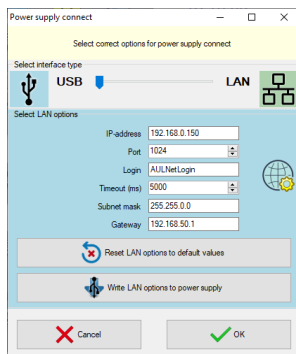 Power supply connect
Select correct options for power supply connect
Select interface type
USB LAN
Select LAN options
IP-address 192.168.0.150
Port 1024
Login AULNetLogin
Timeout (ms) 5000
Subnet mask 255.255.0.0
Gateway 192.168.50.1
Reset LAN options to default values
Write LAN options to power supply
Cancel OK